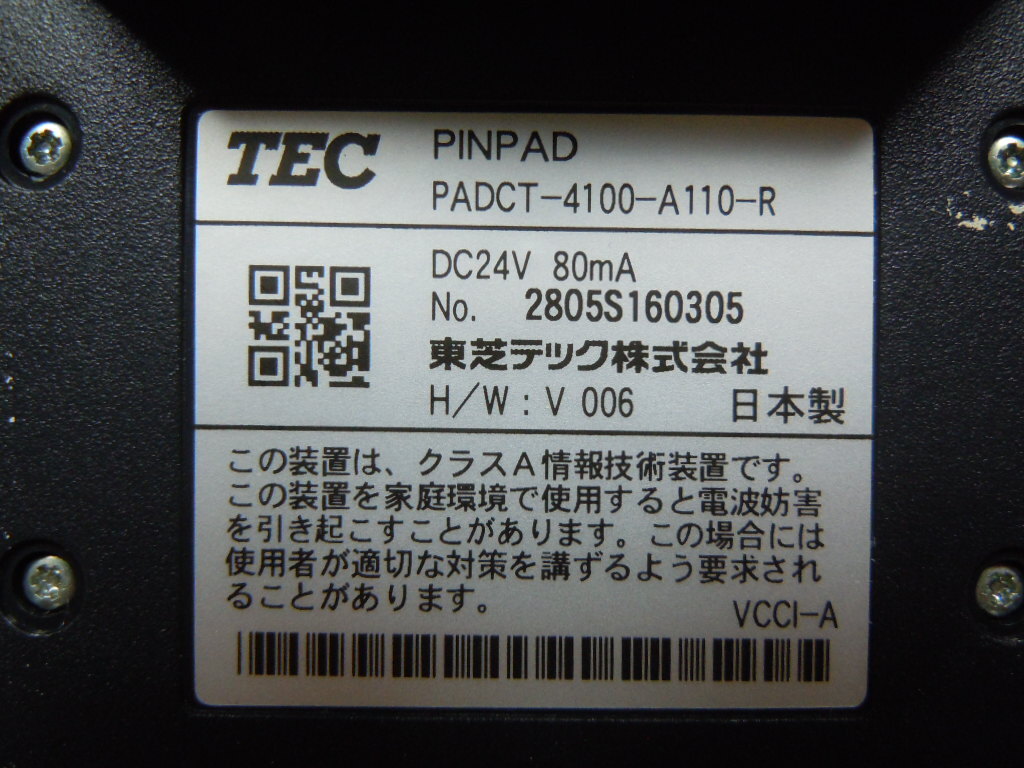 TEC PINPAD
PADCT-4100-A110-R
DC24V 80mA
No. 2805S160305
東芝テック株式会社
H/W : V 006 日本製
この装置は、クラスA情報技術装置です。
この装置を家庭環境で使用すると電波妨害
を引き起こすことがあります。この場合には
使用者が適切な対策を講ずるよう要求され
ることがあります。
VCCI-A